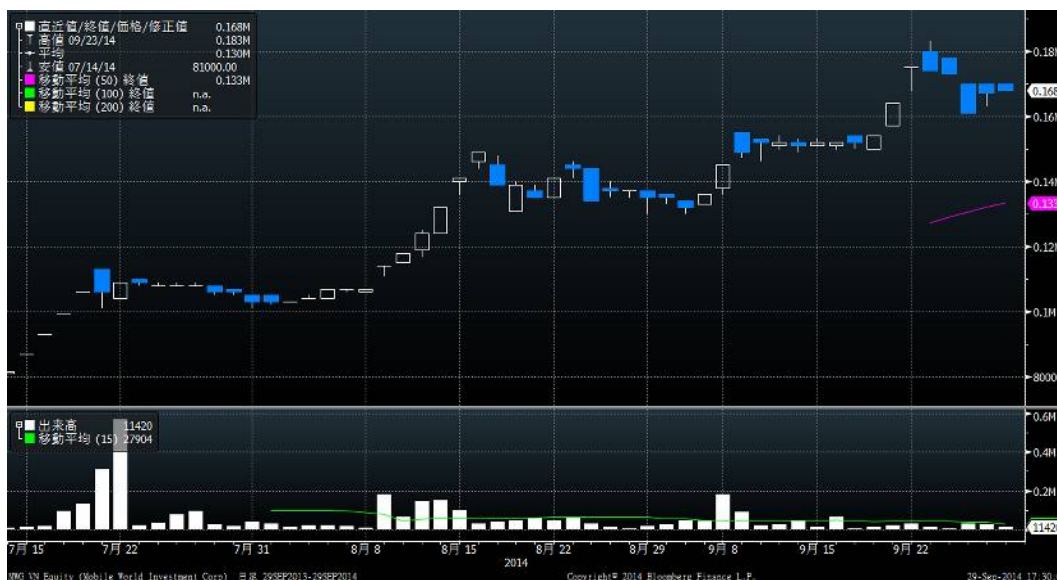 直近値/終値/価格/修正値 0.168M
高値 09/23/14 0.183M
平均 0.130M
安値 07/14/14 81000.00
移動平均 (50) 終値 0.133M
移動平均 (100) 終値 n.a.
移動平均 (200) 終値 n.a.
0.18M
0.168
0.16M
0.14M
0.133
0.12M
0.1M
8000
出来高 11420
移動平均 (15) 27904
0.6M
0.4M
0.2M
11420
7月 15 7月 22 7月 31 8月 8 8月 15 8月 22 8月 29 9月 8 9月 15 9月 22
2014
MWG VN Equity (Mobile World Investment Corp) 日足 29SEP2013-29SEP2014 Copyright© 2014 Bloomberg Finance L.P. 29-Sep-2014 17:30